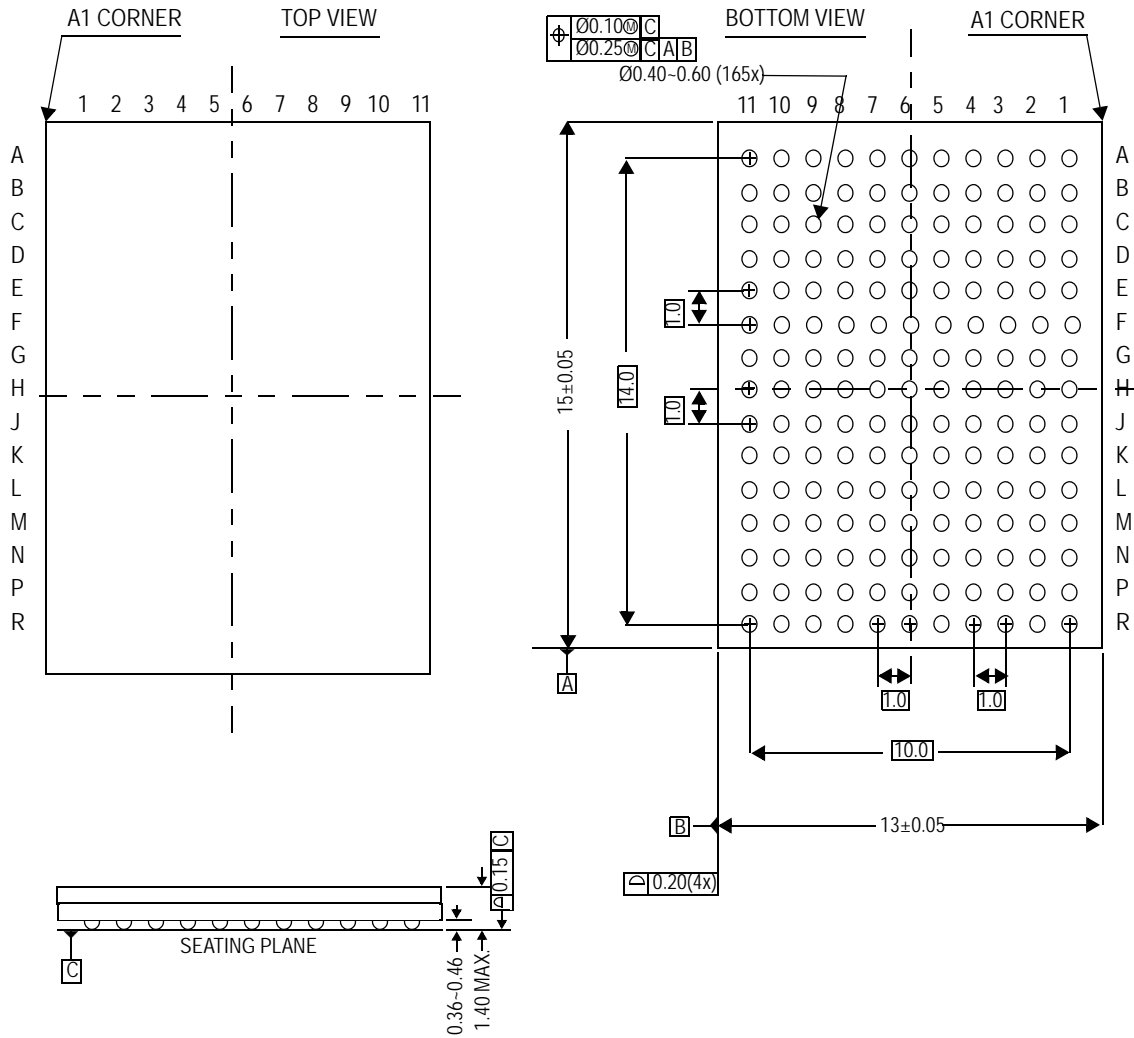 A1 CORNER
TOP VIEW
1 2 3 4 5 6 7 8 9 10 11
A
B
C
D
E
F
G
H
J
K
L
M
N
P
R
Ø0.10Ⓜ C
Ø0.25Ⓜ C A B
BOTTOM VIEW
A1 CORNER
Ø0.40~0.60 (165x)
11 10 9 8 7 6 5 4 3 2 1
A
B
C
D
E
F
G
H
J
K
L
M
N
P
R
15±0.05
14.0
1.0
1.0
A
1.0
1.0
10.0
B
13±0.05
0.20(4x)
0.15 C
SEATING PLANE
C
0.36~0.46
1.40 MAX.